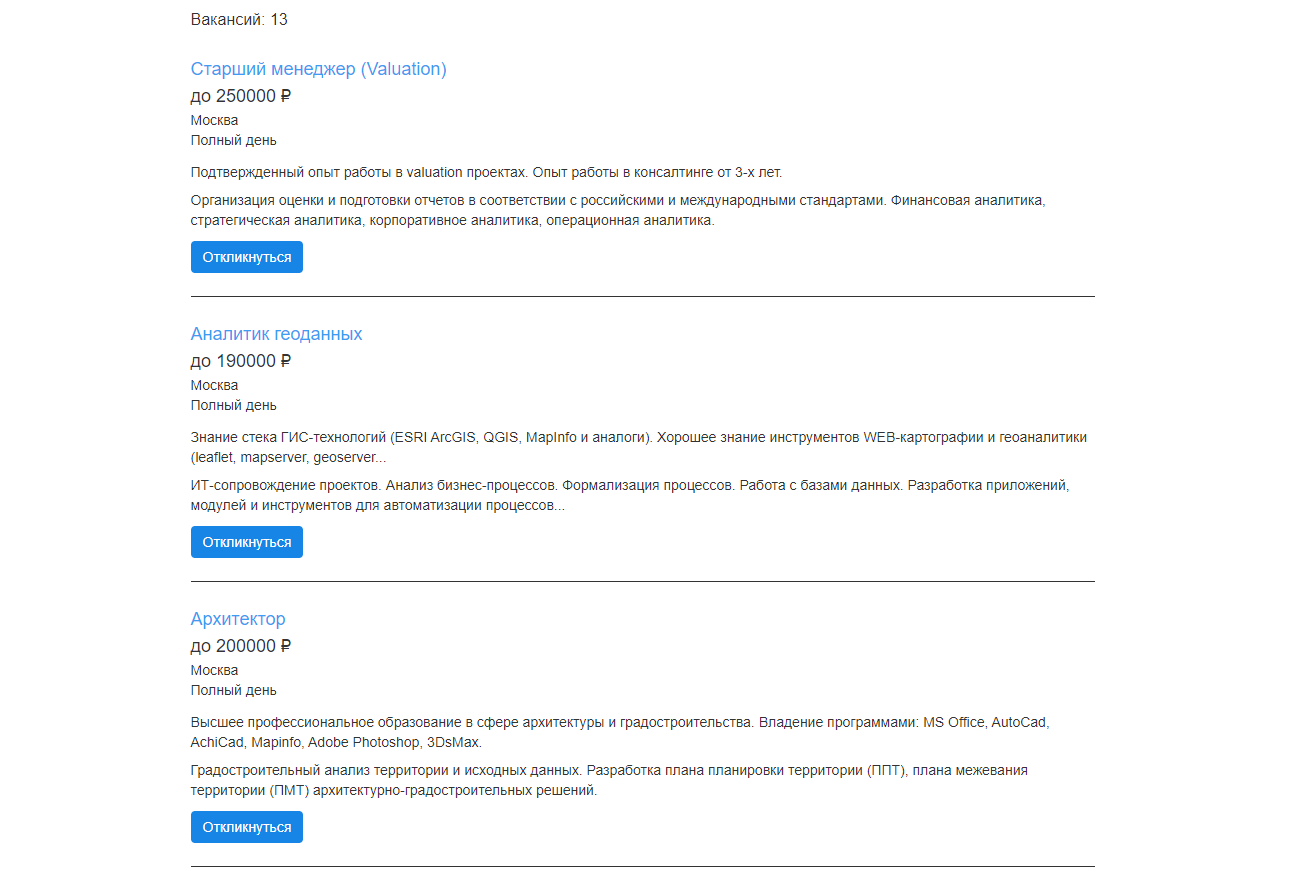 Вакансий: 13
Старший менеджер (Valuation)
до 250000 ₽
Москва
Полный день
Подтвержденный опыт работы в valuation проектах. Опыт работы в консалтинге от 3-х лет.
Организация оценки и подготовки отчетов в соответствии с российскими и международными стандартами. Финансовая аналитика,
стратегическая аналитика, корпоративное аналитика, операционная аналитика.
Откликнуться
Аналитик геоданных
до 190000 ₽
Москва
Полный день
Знание стека ГИС-технологий (ESRI ArcGIS, QGIS, MapInfo и аналоги). Хорошее знание инструментов WEB-картографии и геоаналитики
(leaflet, mapserver, geoserver...
ИТ-сопровождение проектов. Анализ бизнес-процессов. Формализация процессов. Работа с базами данных. Разработка приложений,
модулей и инструментов для автоматизации процессов...
Откликнуться
Архитектор
до 200000 ₽
Москва
Полный день
Высшее профессиональное образование в сфере архитектуры и градостроительства. Владение программами: MS Office, AutoCad,
AchiCad, Mapinfo, Adobe Photoshop, 3DsMax.
Градостроительный анализ территории и исходных данных. Разработка плана планировки территории (ППТ), плана межевания
территории (ПМТ) архитектурно-градостроительных решений.
Откликнуться